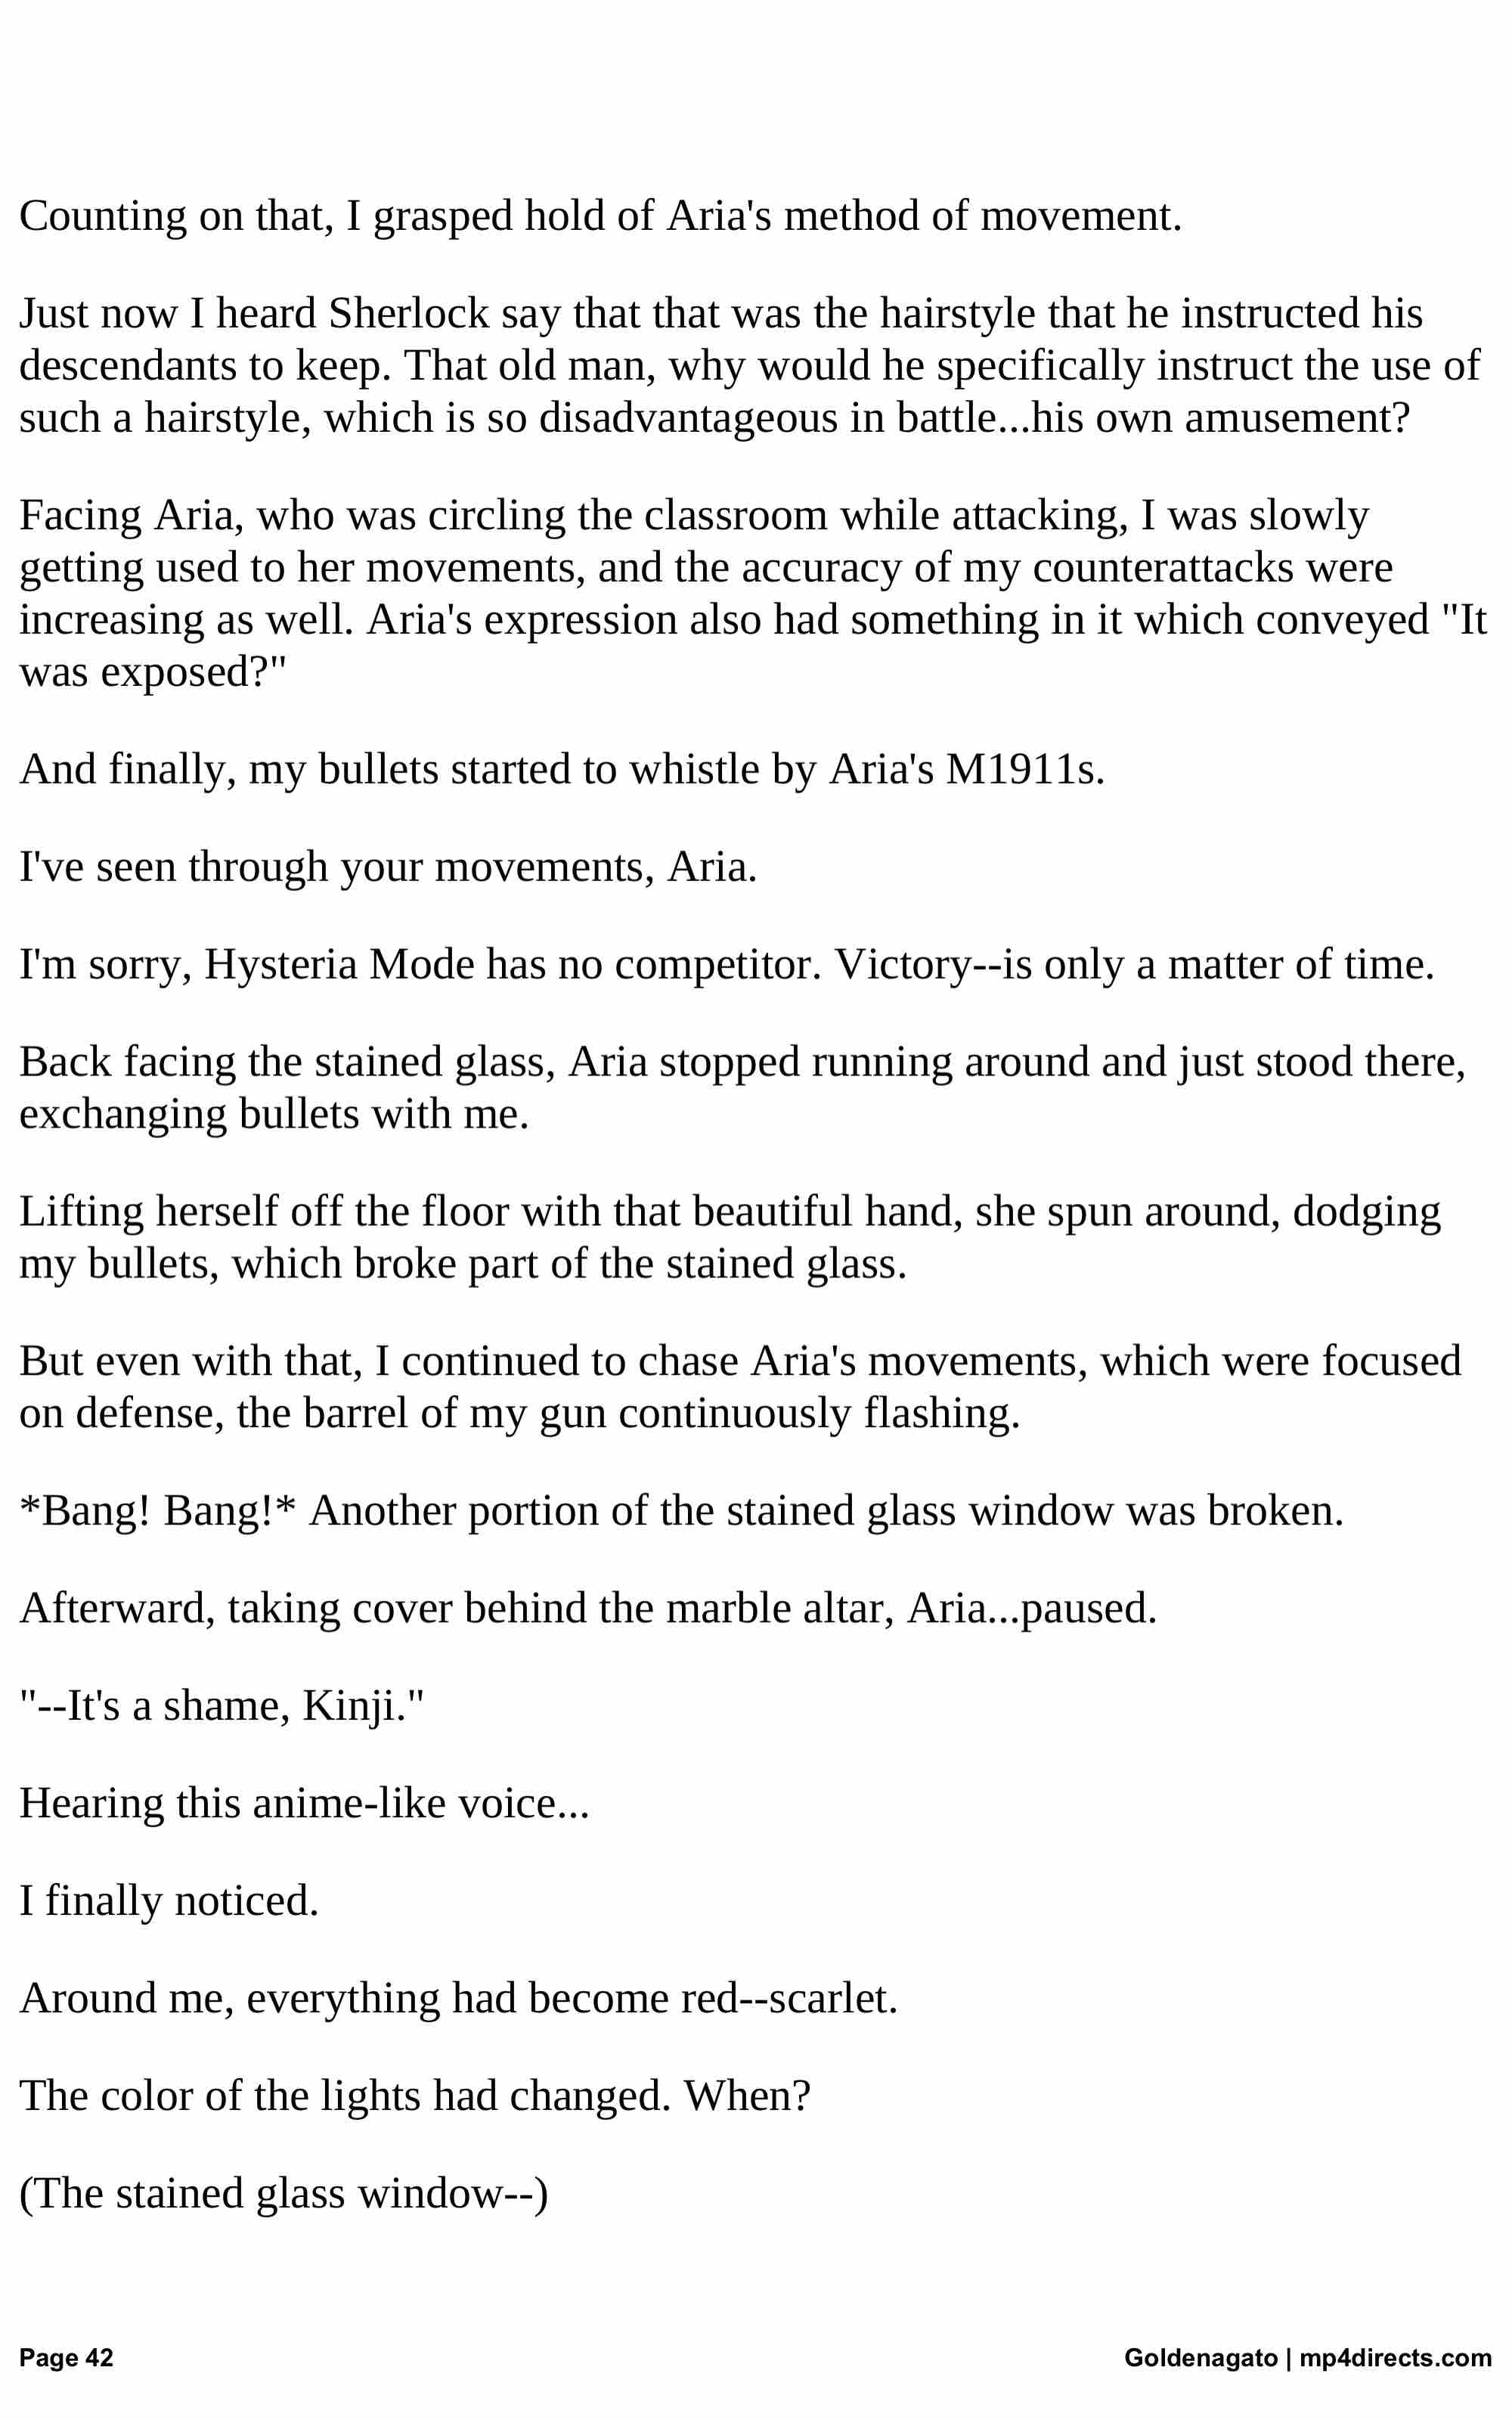 Counting on that, I grasped hold of Aria's method of movement.
Just now I heard Sherlock say that that was the hairstyle that he instructed his
descendants to keep. That old man, why would he specifically instruct the use of
such a hairstyle, which is so disadvantageous in battle...his own amusement?
Facing Aria, who was circling the classroom while attacking, I was slowly
getting used to her movements, and the accuracy of my counterattacks were
increasing as well. Aria's expression also had something in it which conveyed "It
was exposed?"
And finally, my bullets started to whistle by Aria's M1911s.
I've seen through your movements, Aria.
I'm sorry, Hysteria Mode has no competitor. Victory--is only a matter of time.
Back facing the stained glass, Aria stopped running around and just stood there,
exchanging bullets with me.
Lifting herself off the floor with that beautiful hand, she spun around, dodging
my bullets, which broke part of the stained glass.
But even with that, I continued to chase Aria's movements, which were focused
on defense, the barrel of my gun continuously flashing.
*Bang! Bang!* Another portion of the stained glass window was broken.
Afterward, taking cover behind the marble altar, Aria...paused.
"--It's a shame, Kinji."
Hearing this anime-like voice...
I finally noticed.
Around me, everything had become red--scarlet.
The color of the lights had changed. When?
(The stained glass window--)
Page 42
Goldenagato | mp4directs.com